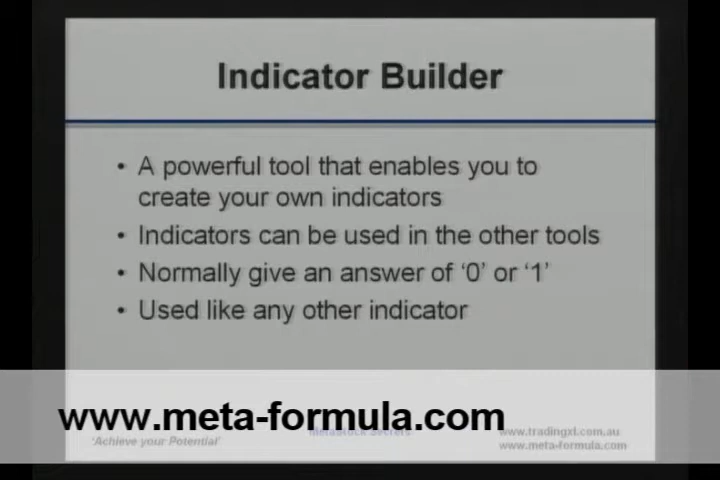 Indicator Builder
• A powerful tool that enables you to
create your own indicators
• Indicators can be used in the other tools
• Normally give an answer of ‘0’ or ‘1’
• Used like any other indicator
www.meta-formula.com
‘Achieve your Potential’
MetaStock Secrets
www.tradingxl.com.au
www.meta-formula.com